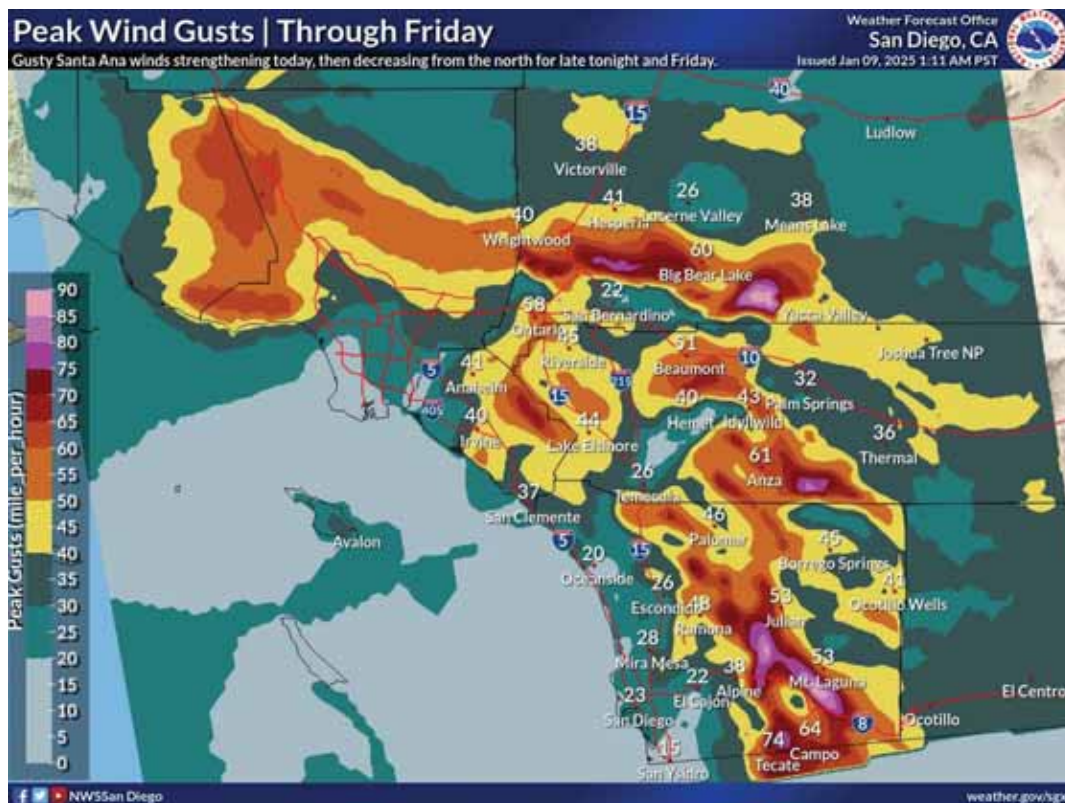 Peak Wind Gusts | Through Friday
Gusty Santa Ana winds strengthening today, then decreasing from the north for late tonight and Friday.
Weather Forecast Office
San Diego, CA
Issued Jan 09, 2025 1:11 AM PST
40
15
Ludlow
38
Victorville
41
Hesperia
26
Lucerne Valley
38
Means Lake
40
Wrightwood
60
Big Bear Lake
22
San Bernardino
58
Ontario
Yucca Valley
Riverside
51
Beaumont
10
Joshua Tree NP
41
Anaheim
5
405
215
15
32
Palm Springs
40
Irvine
44
Lake Elsinore
40
Hemet
43
Idyllwild
36
Thermal
26
Temecula
61
Anza
37
San Clemente
46
Palomar
45
Borrego Springs
5
15
20
Oceanside
Avalon
26
Escondido
41
Ocotillo Wells
48
Ramona
53
Julian
28
Mira Mesa
53
Mt. Laguna
22
El Cajon
38
Alpine
23
San Diego
El Centro
Ocotillo
8
64
Campo
74
Tecate
15
San Ysidro
Peak Gusts (mile_per_hour)
90
85
80
75
70
65
60
55
50
45
40
35
30
25
20
15
10
5
0
NWSSan Diego
weather.gov/sgx